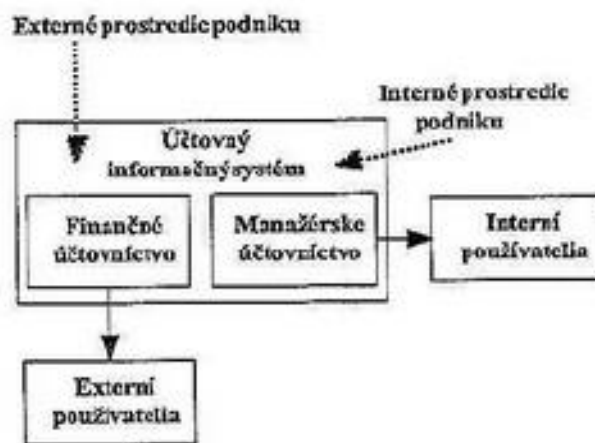 Externé prostredie podniku
Interné prostredie
podniku
Účtovný
informačný systém
Finančné
účtovníctvo
Manažérske
účtovníctvo
Interní
používatelia
Externí
používatelia